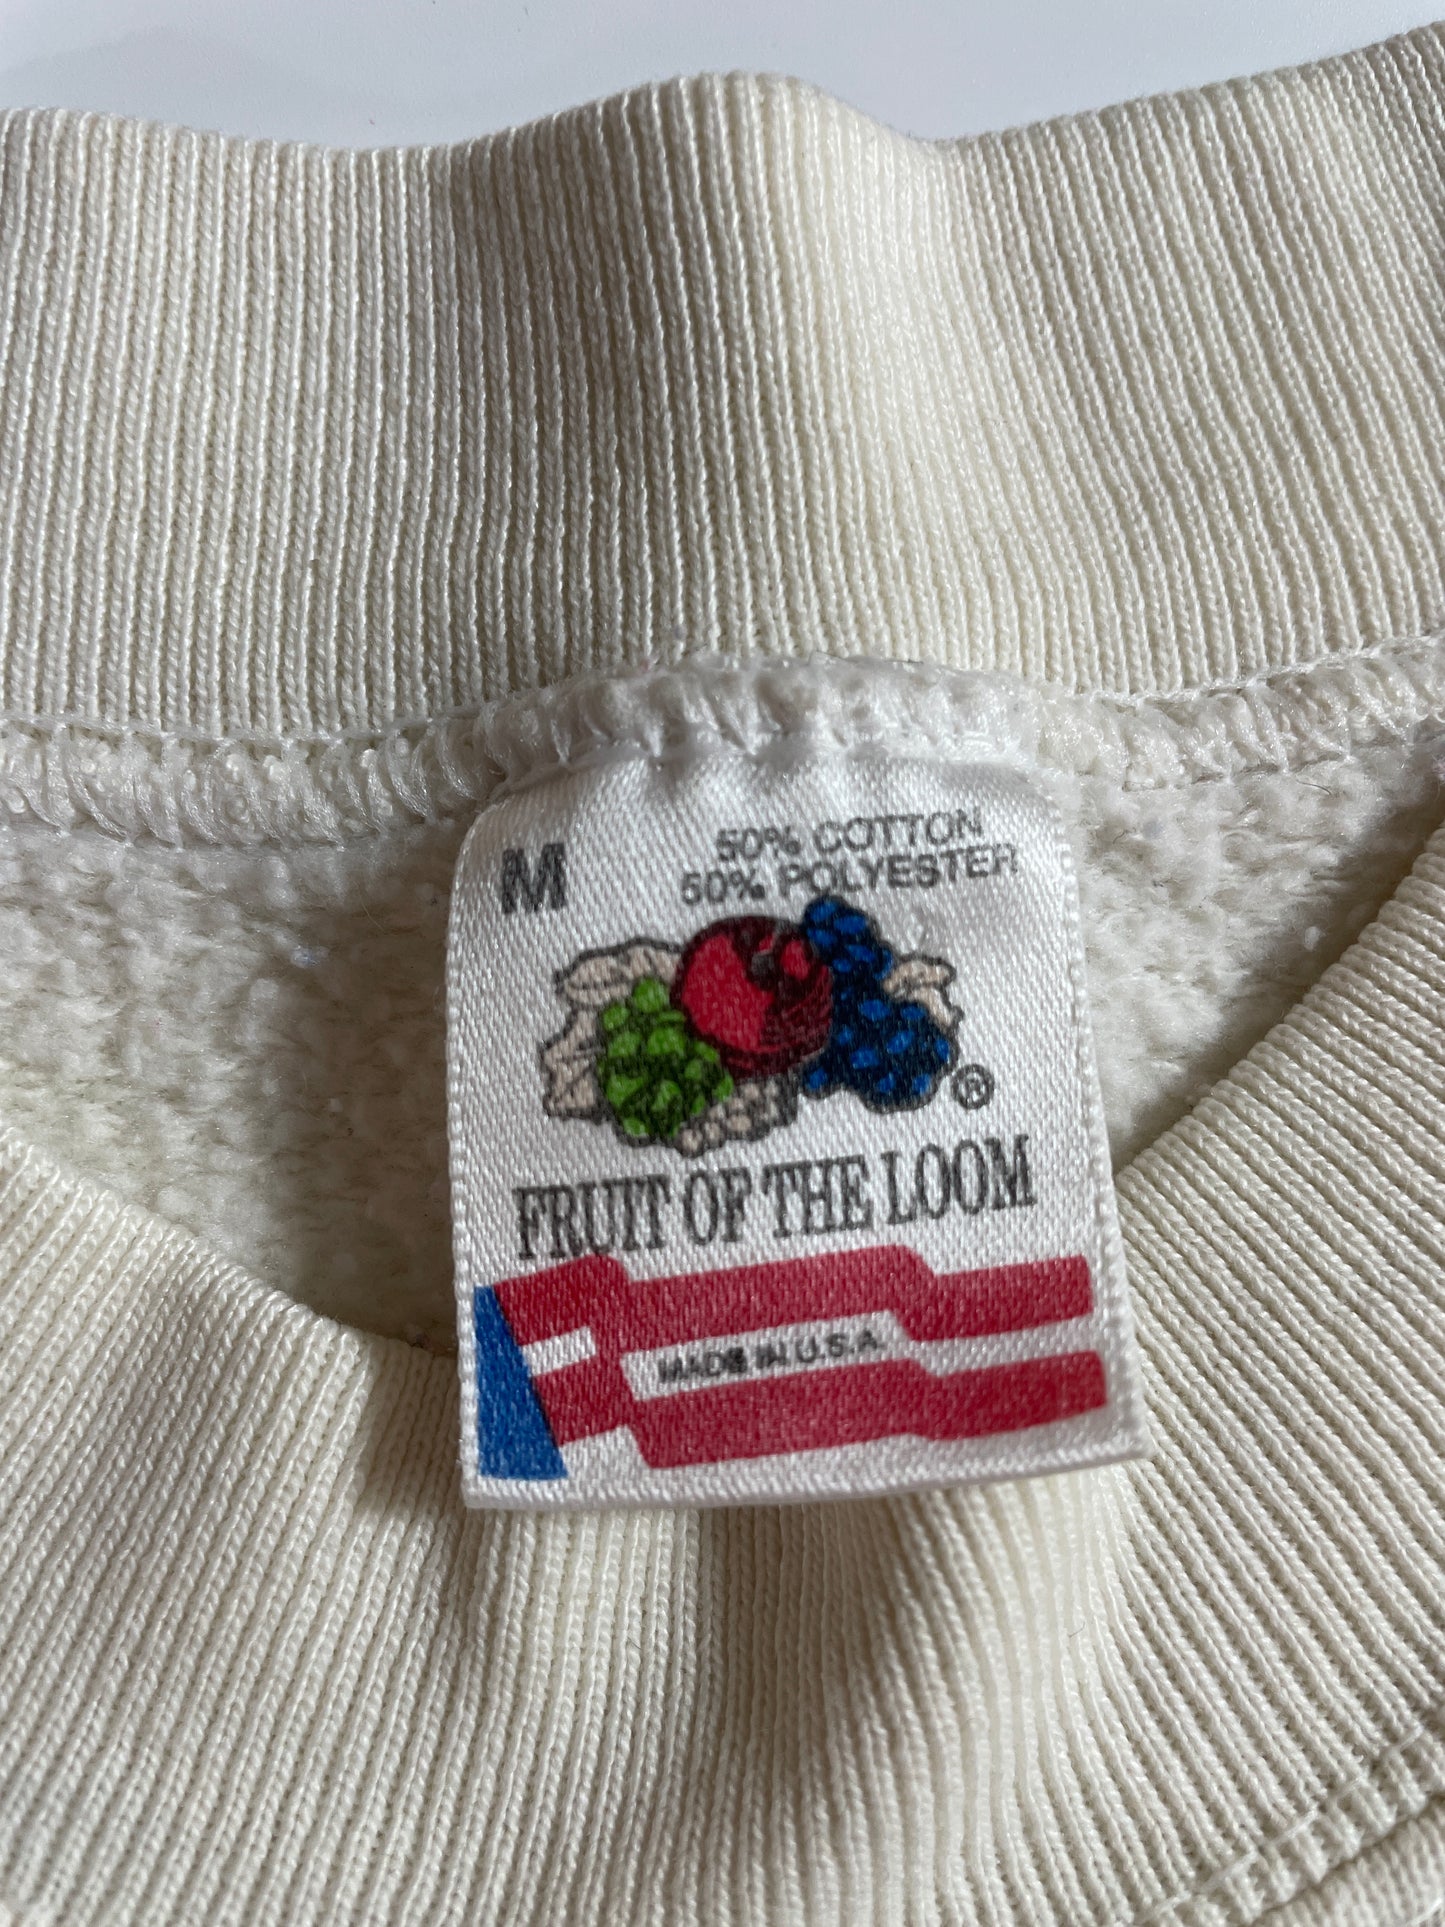 M
50% COTTON
50% POLYESTER
®
FRUIT OF THE LOOM
MADE IN U.S.A.